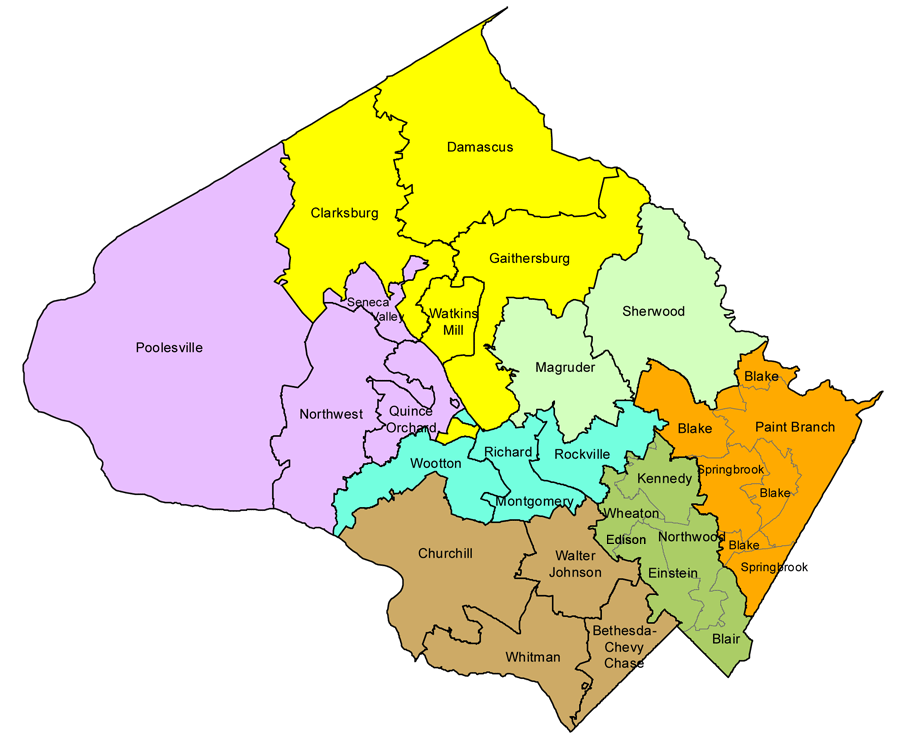 Damascus
Clarksburg
Gaithersburg
Seneca
Valley
Watkins
Mill
Sherwood
Poolesville
Magruder
Blake
Northwest
Quince
Orchard
Blake
Paint Branch
Wootton
Richard
Montgomery
Rockville
Springbrook
Kennedy
Blake
Wheaton
Edison
Northwood
Blake
Churchill
Walter
Johnson
Einstein
Springbrook
Bethesda-
Chevy
Chase
Whitman
Blair